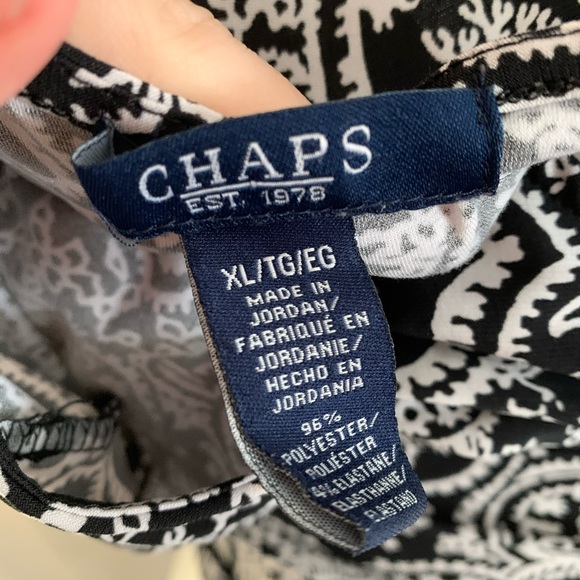 CHAPS
EST. 1978
XL/TG/EG
MADE IN
JORDAN/
FABRIQUÉ EN
JORDANIE/
HECHO EN
JORDANIA
96%
POLYESTER/
POLIÉSTER
4% ELASTANE/
ÉLASTHANNE/
ELASTANO